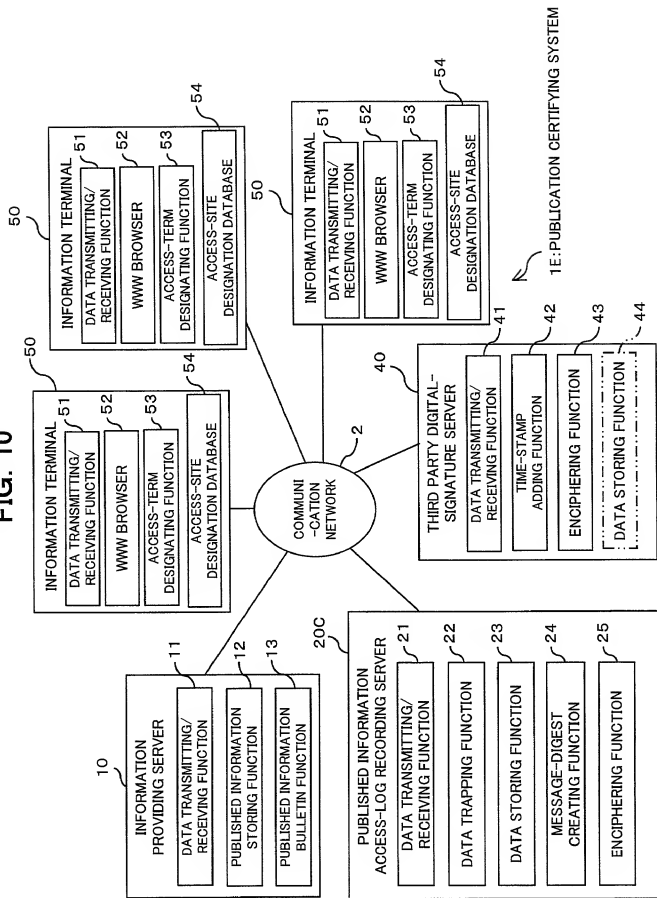 FIG. 10
10
INFORMATION
PROVIDING SERVER
DATA TRANSMITTING/
RECEIVING FUNCTION
11
PUBLISHED INFORMATION
STORING FUNCTION
12
PUBLISHED INFORMATION
BULLETIN FUNCTION
13
50
INFORMATION TERMINAL
DATA TRANSMITTING/
RECEIVING FUNCTION
51
WWW BROWSER
52
ACCESS-TERM
DESIGNATING FUNCTION
53
ACCESS-SITE
DESIGNATION DATABASE
54
50
INFORMATION TERMINAL
DATA TRANSMITTING/
RECEIVING FUNCTION
51
WWW BROWSER
52
ACCESS-TERM
DESIGNATING FUNCTION
53
ACCESS-SITE
DESIGNATION DATABASE
54
COMMUNI
-CATION
NETWORK
2
20C
PUBLISHED INFORMATION
ACCESS-LOG RECORDING SERVER
DATA TRANSMITTING/
RECEIVING FUNCTION
21
DATA TRAPPING FUNCTION
22
DATA STORING FUNCTION
23
MESSAGE-DIGEST
CREATING FUNCTION
24
ENCIPHERING FUNCTION
25
40
THIRD PARTY DIGITAL-
SIGNATURE SERVER
DATA TRANSMITTING/
RECEIVING FUNCTION
41
TIME-STAMP
ADDING FUNCTION
42
ENCIPHERING FUNCTION
43
DATA STORING FUNCTION
44
50
INFORMATION TERMINAL
DATA TRANSMITTING/
RECEIVING FUNCTION
51
WWW BROWSER
52
ACCESS-TERM
DESIGNATING FUNCTION
53
ACCESS-SITE
DESIGNATION DATABASE
54
1E:PUBLICATION CERTIFYING SYSTEM